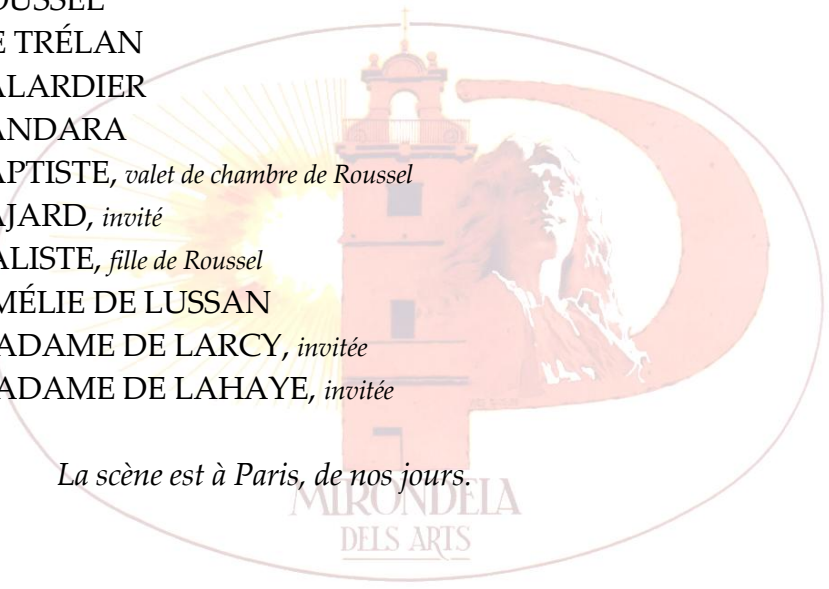 OUSSEL
E TRÉLAN
ALARDIER
ANDARA
APTISTE, valet de chambre de Roussel
AJARD, invité
ALISTE, fille de Roussel
MÉLIE DE LUSSAN
ADAME DE LARCY, invitée
ADAME DE LAHAYE, invitée
La scène est à Paris, de nos jours.
MIRONDELA
DELS ARTS